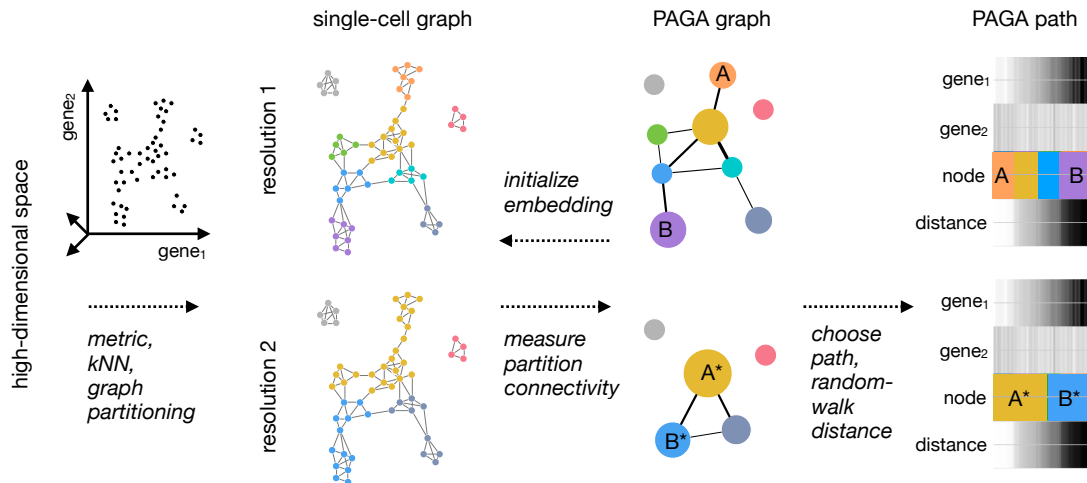 single-cell graph
PAGA graph
PAGA path
high-dimensional space
gene₂
gene₁
metric,
kNN,
graph
partitioning
resolution 1
resolution 2
initialize
embedding
measure
partition
connectivity
A
B
A*
B*
choose
path,
random-
walk
distance
gene₁
gene₂
node
A
B
distance
gene₁
gene₂
node
A*
B*
distance